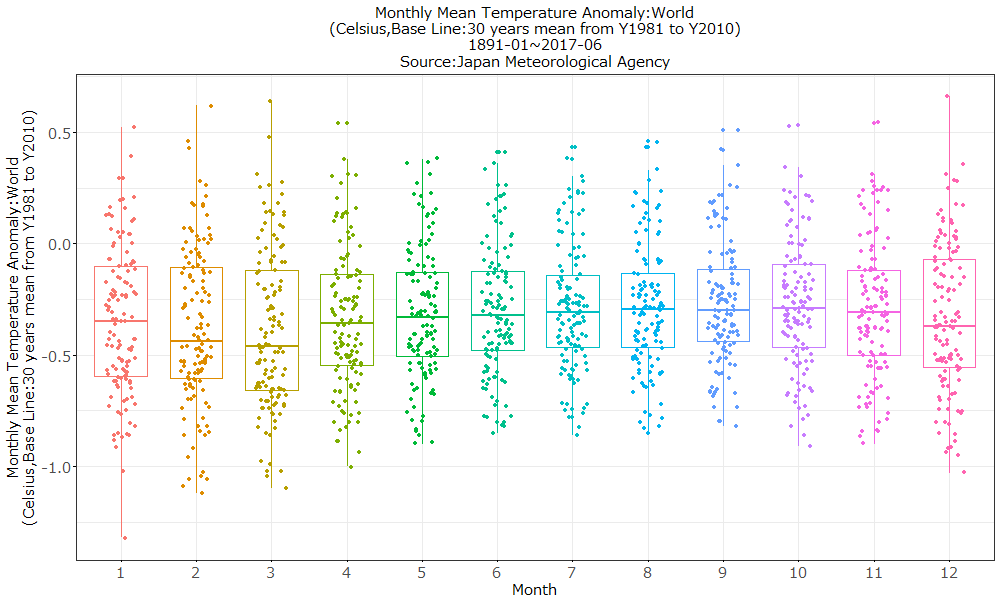 Monthly Mean Temperature Anomaly:World
(Celsius,Base Line:30 years mean from Y1981 to Y2010)
1891-01~2017-06
Source:Japan Meteorological Agency
Monthly Mean Temperature Anomaly:World
(Celsius,Base Line:30 years mean from Y1981 to Y2010)
0.5
0.0
-0.5
-1.0
1 2 3 4 5 6 7 8 9 10 11 12
Month